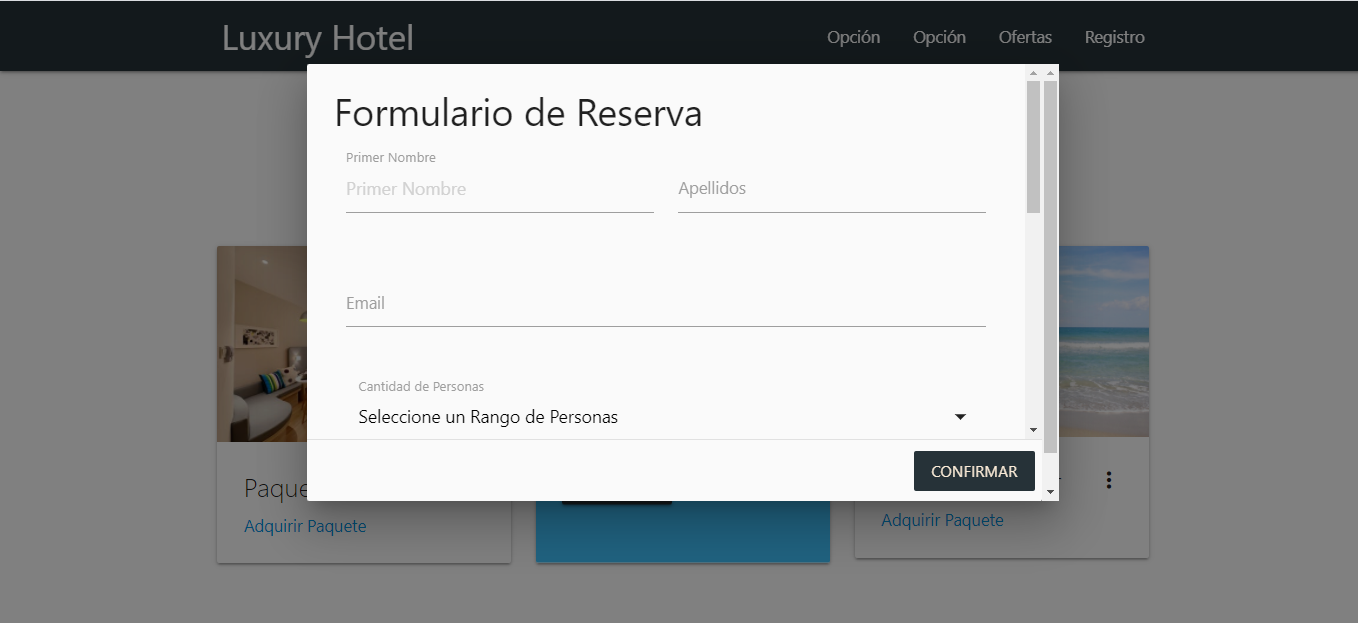 Luxury Hotel
Opción Opción Ofertas Registro
Formulario de Reserva
Primer Nombre
Primer Nombre Apellidos
Email
Cantidad de Personas
Seleccione un Rango de Personas
CONFIRMAR
Adquirir Paquete Adquirir Paquete